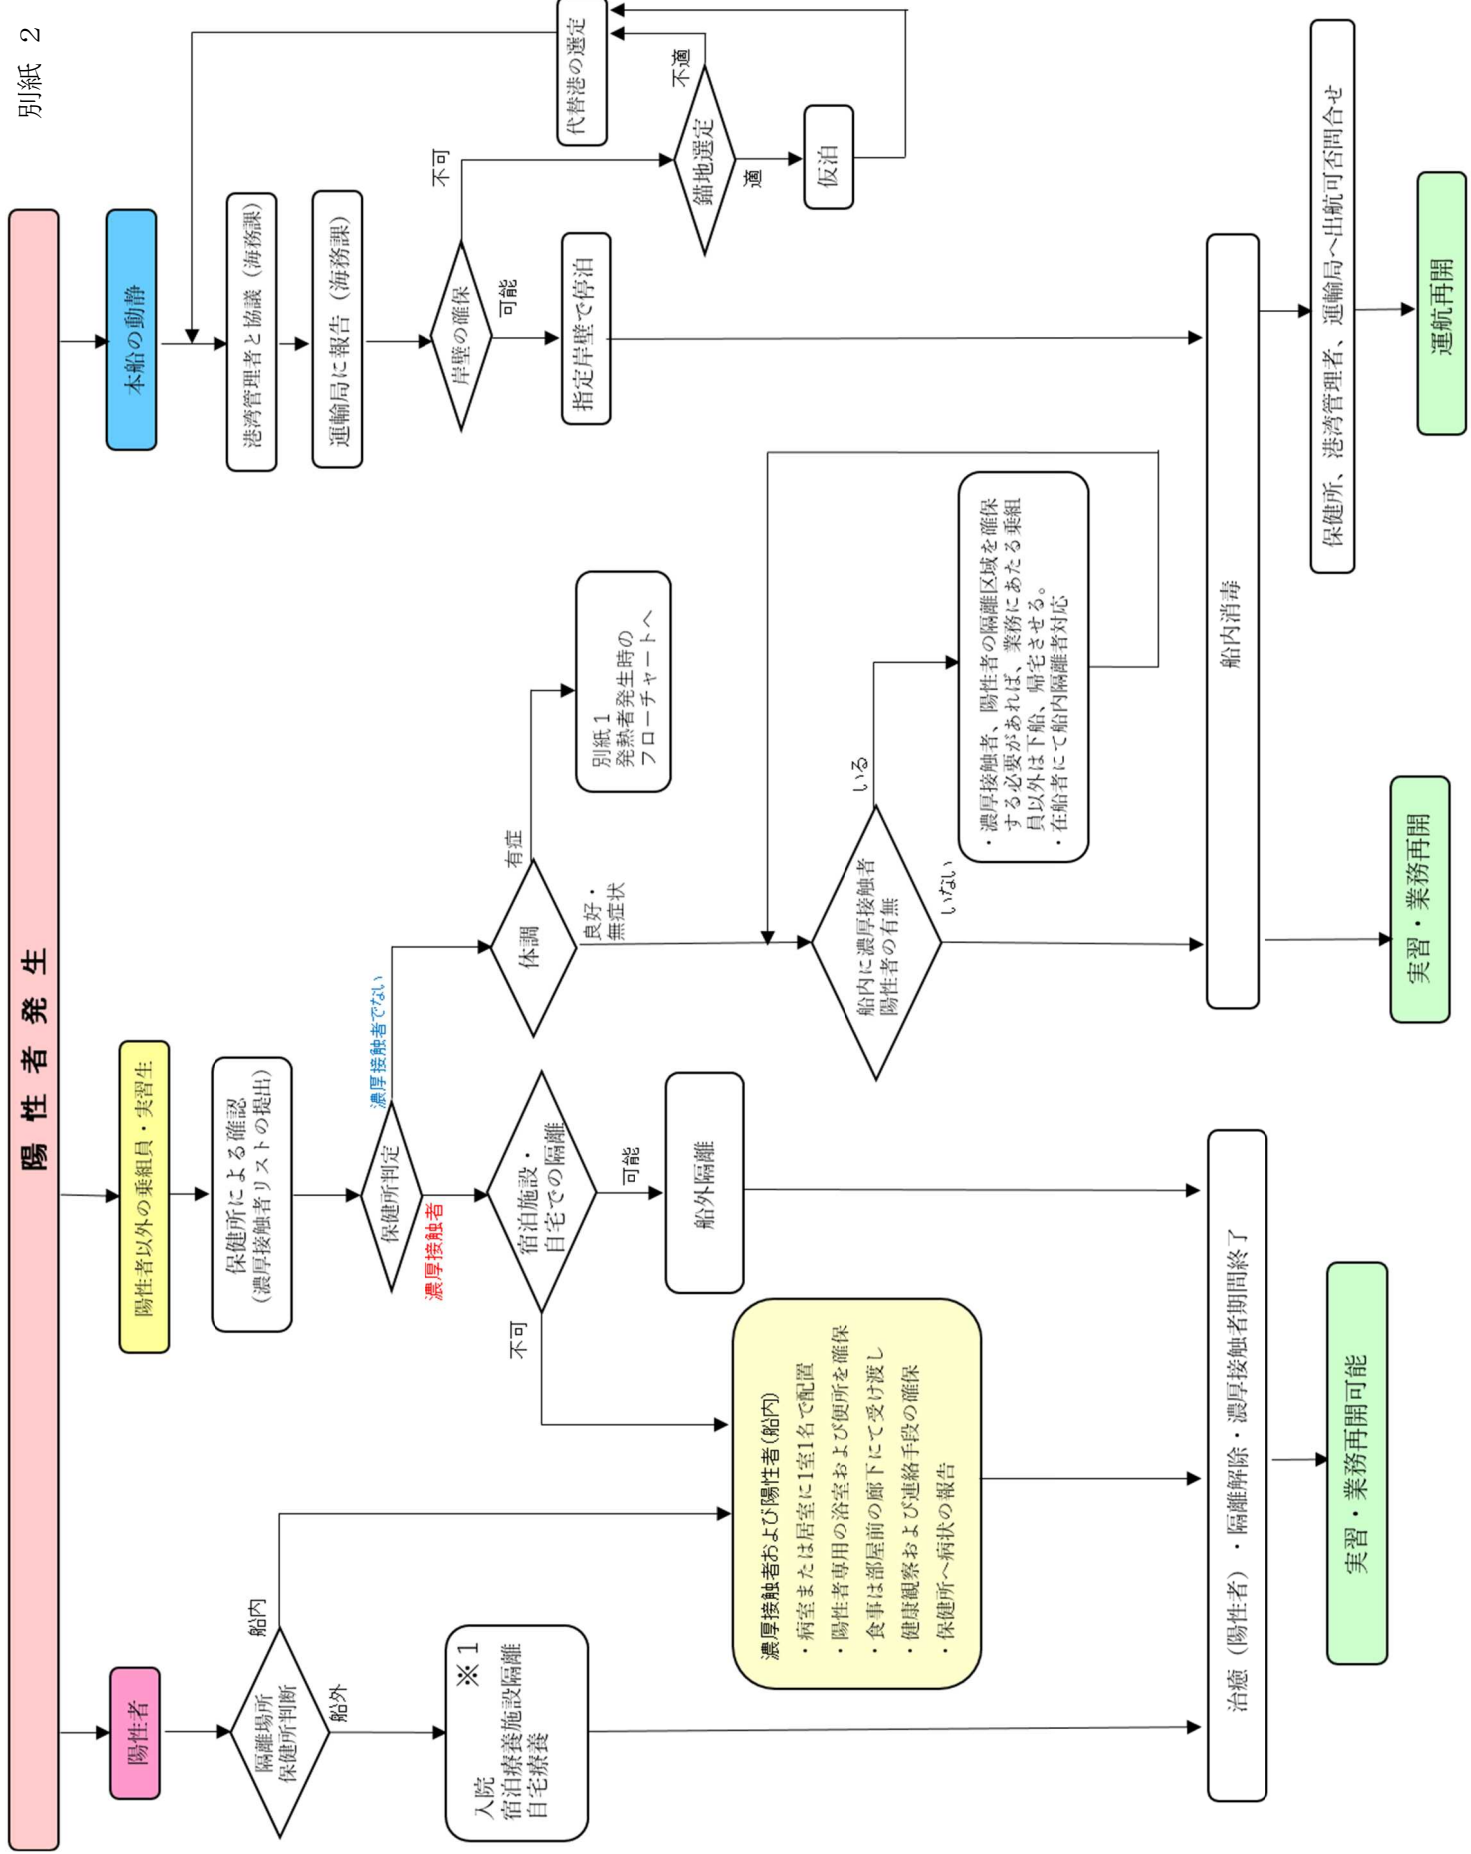 別紙 2
陽 性 者 発 生
陽性者
隔離場所
保健所判断
船内
船外
※１
入院
宿泊療養施設隔離
自宅療養
陽性者以外の乗組員・実習生
保健所による確認
(濃厚接触者リストの提出)
保健所判定
濃厚接触者でない
濃厚接触者
宿泊施設・
自宅での隔離
不可
可能
船外隔離
濃厚接触者および陽性者(船内)
・病室または居室に1室1名で配置
・陽性者専用の浴室および便所を確保
・食事は部屋前の廊下にて受け渡し
・健康観察および連絡手段の確保
・保健所へ病状の報告
治癒（陽性者）・隔離解除・濃厚接触者期間終了
実習・業務再開可能
体調
有症
良好・
無症状
別紙１
発熱者発生時の
フローチャートへ
船内に濃厚接触者
陽性者の有無
いる
いない
・濃厚接触者、陽性者の隔離区域を確保
する必要があれば、業務にあたる乗組
員以外は下船、帰宅させる。
・在船者にて船内隔離者対応
本船の動静
港湾管理者と協議（海務課）
運輸局に報告（海務課）
岸壁の確保
不可
可能
指定岸壁で停泊
錨地選定
不適
適
仮泊
代替港の選定
船内消毒
実習・業務再開
保健所、港湾管理者、運輸局へ出航可否問合せ
運航再開